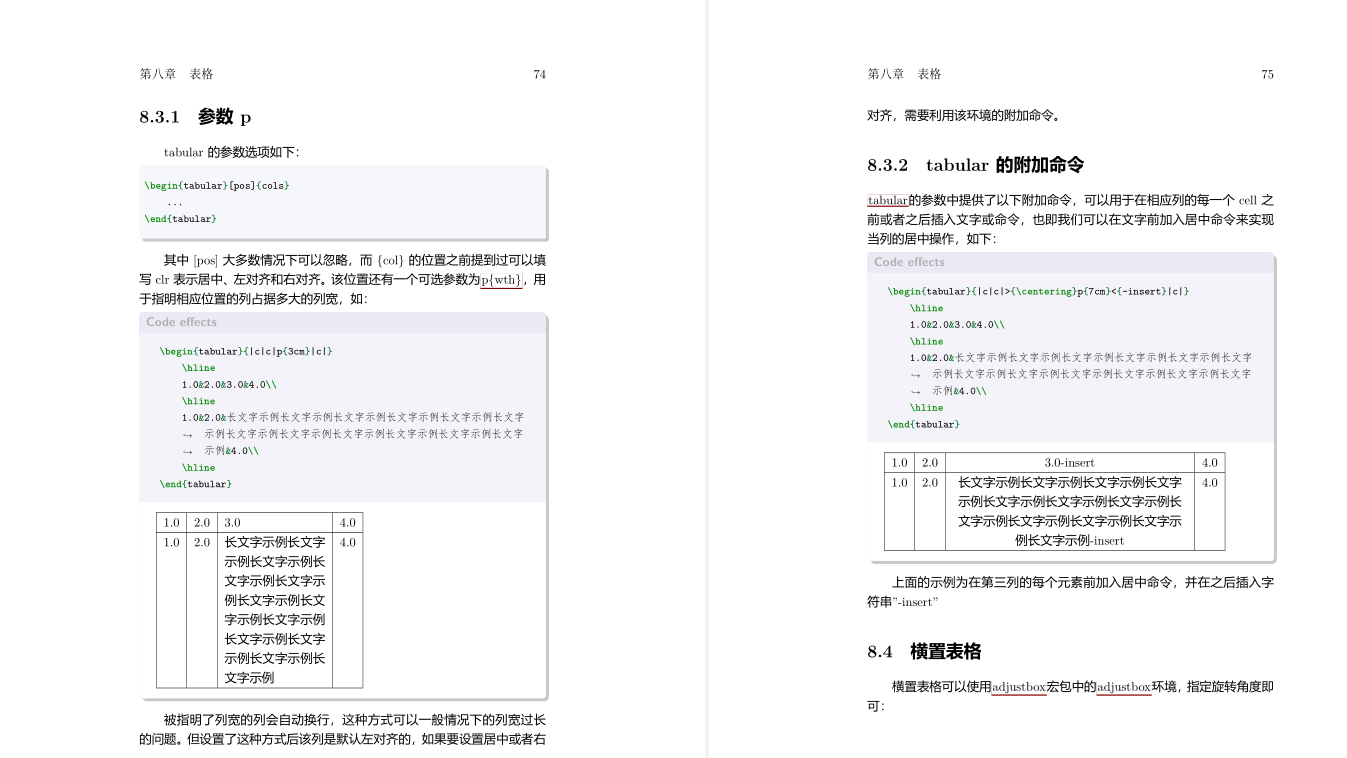 第八章 表格 74
8.3.1 参数 p
tabular 的参数选项如下：
\begin{tabular}[pos]{cols}
...
\end{tabular}
其中 [pos] 大多数情况下可以忽略，而 {col} 的位置之前提到过可以填
写 clr 表示居中、左对齐和右对齐。该位置还有一个可选参数为p{wth}，用
于指明相应位置的列占据多大的列宽，如：
Code effects
\begin{tabular}{|c|c|p{3cm}|c|}
\hline
1.0&2.0&3.0&4.0\\
\hline
1.0&2.0&长文字示例长文字示例长文字示例长文字示例长文字示例长文字
↪ 示例长文字示例长文字示例长文字示例长文字示例长文字示例长文字
↪ 示例&4.0\\
\hline
\end{tabular}
1.0 2.0 3.0 4.0
1.0 2.0 长文字示例长文字 4.0
示例长文字示例长
文字示例长文字示
例长文字示例长文
字示例长文字示例
长文字示例长文字
示例长文字示例长
文字示例
被指明了列宽的列会自动换行，这种方式可以一般情况下的列宽过长
的问题。但设置了这种方式后该列是默认左对齐的，如果要设置居中或者右
第八章 表格 75
对齐，需要利用该环境的附加命令。
8.3.2 tabular 的附加命令
tabular的参数中提供了以下附加命令，可以用于在相应列的每一个 cell 之
前或者之后插入文字或命令，也即我们可以在文字前加入居中命令来实现
当列的居中操作，如下：
Code effects
\begin{tabular}{|c|c|>{\centering}p{7cm}<{-insert}|c|}
\hline
1.0&2.0&3.0&4.0\\
\hline
1.0&2.0&长文字示例长文字示例长文字示例长文字示例长文字示例长文字
↪ 示例长文字示例长文字示例长文字示例长文字示例长文字示例长文字
↪ 示例&4.0\\
\hline
\end{tabular}
1.0 2.0 3.0-insert 4.0
1.0 2.0 长文字示例长文字示例长文字示例长文字 4.0
示例长文字示例长文字示例长文字示例长
文字示例长文字示例长文字示例长文字示
例长文字示例-insert
上面的示例为在第三列的每个元素前加入居中命令，并在之后插入字
符串”-insert”
8.4 横置表格
横置表格可以使用adjustbox宏包中的adjustbox环境，指定旋转角度即
可：